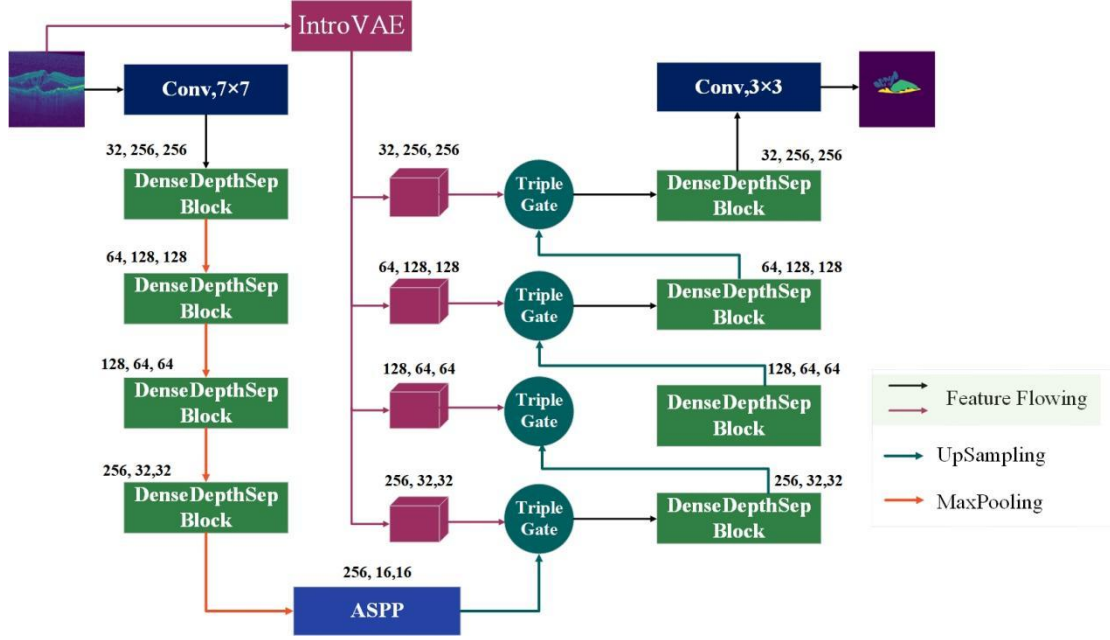 IntroVAE
Conv,7×7
Conv,3×3
32, 256, 256
DenseDepthSep
Block
64, 128, 128
DenseDepthSep
Block
128, 64, 64
DenseDepthSep
Block
256, 32,32
DenseDepthSep
Block
256, 16,16
ASPP
32, 256, 256
Triple
Gate
64, 128, 128
Triple
Gate
128, 64, 64
Triple
Gate
256, 32,32
Triple
Gate
32, 256, 256
DenseDepthSep
Block
64, 128, 128
DenseDepthSep
Block
128, 64, 64
DenseDepthSep
Block
256, 32,32
DenseDepthSep
Block
Feature Flowing
UpSampling
MaxPooling